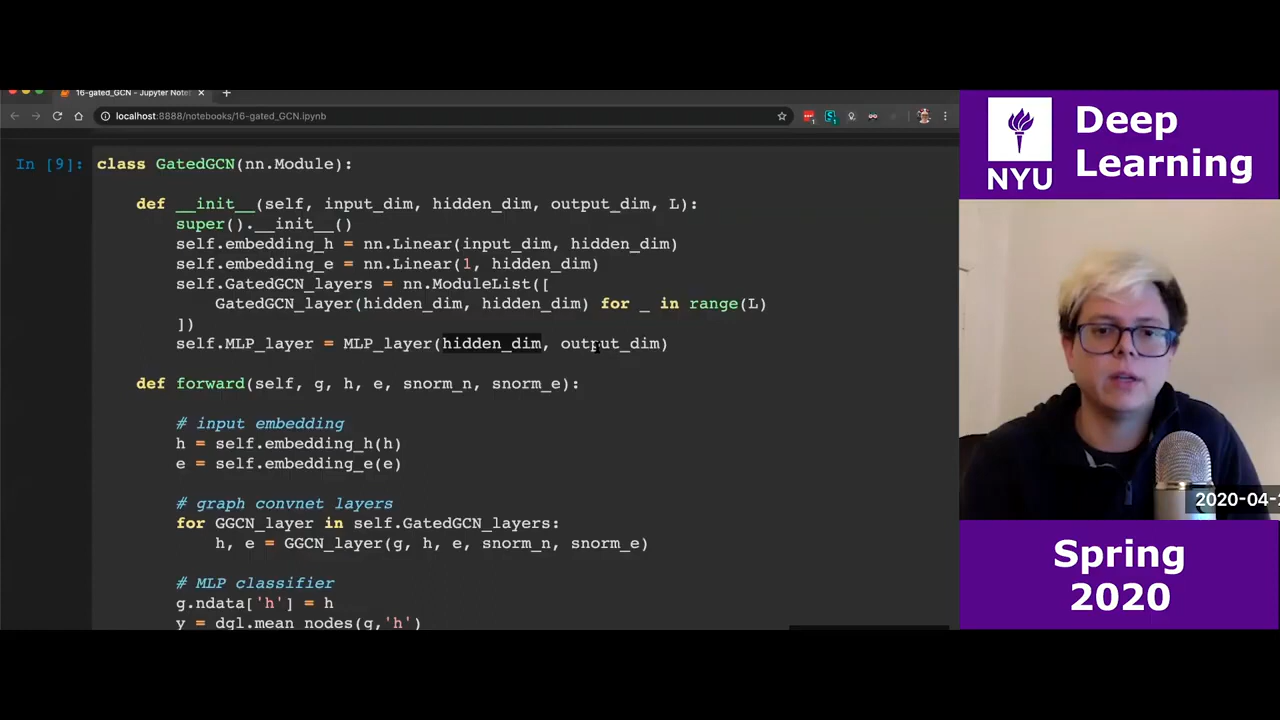 16-gated_GCN - Jupyter Note
localhost:8888/notebooks/16-gated_GCN.ipynb
In [9]:
class GatedGCN(nn.Module):
def __init__(self, input_dim, hidden_dim, output_dim, L):
super().__init__()
self.embedding_h = nn.Linear(input_dim, hidden_dim)
self.embedding_e = nn.Linear(1, hidden_dim)
self.GatedGCN_layers = nn.ModuleList([
GatedGCN_layer(hidden_dim, hidden_dim) for _ in range(L)
])
self.MLP_layer = MLP_layer(hidden_dim, output_dim)
def forward(self, g, h, e, snorm_n, snorm_e):
# input embedding
h = self.embedding_h(h)
e = self.embedding_e(e)
# graph convnet layers
for GGCN_layer in self.GatedGCN_layers:
h, e = GGCN_layer(g, h, e, snorm_n, snorm_e)
# MLP classifier
g.ndata['h'] = h
y = dgl.mean_nodes(g,'h')
NYU
Deep
Learning
2020-04-2
Spring
2020